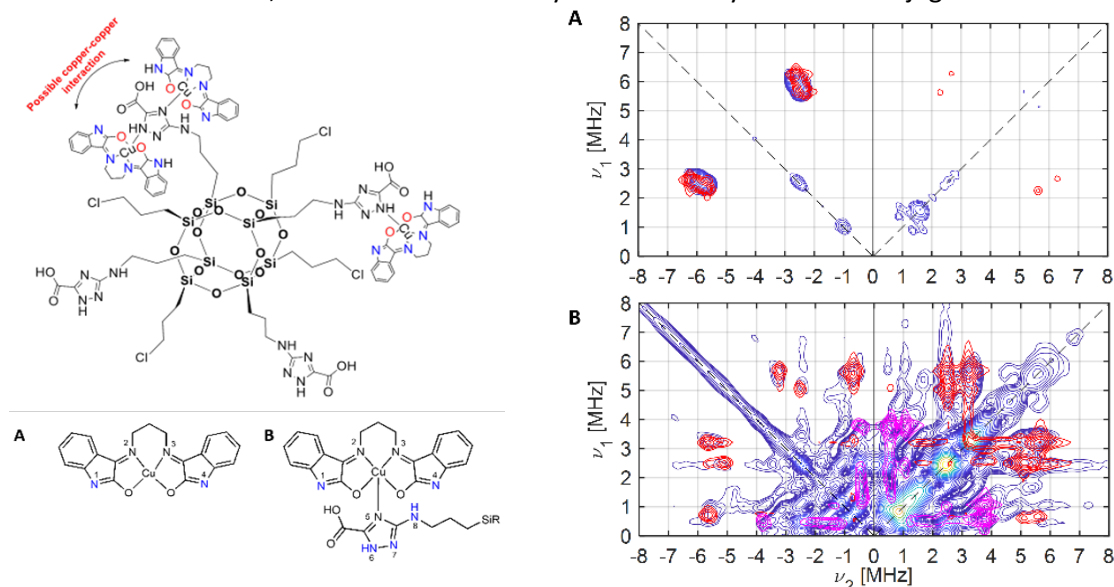 Possible copper-copper
interaction
HN
N
O
Cu
N
O
NH
OH
O
N
HN
N
H
N
N
O
Cu
O
N
N
NH
Cl
Cl
O
OH
N
N
NH
N
H
HN
O
N
Cu
O
N
N
Si
Si
Si
Si
Si
Si
Si
Si
O
O
O
O
O
O
O
O
O
O
O
O
Cl
Cl
HO
O
N
N
H
N
NH
NH
N
N
N
H
O
OH
A
2
3
N
N
1
N
4
N
Cu
O
O
B
2
3
N
N
1
N
4
N
Cu
O
O
HO
O
5
N
H
N
8
SiR
HN
6
N
7
A
8
7
6
5
4
3
2
1
0
ν1 [MHz]
-8 -7 -6 -5 -4 -3 -2 -1 0 1 2 3 4 5 6 7 8
B
8
7
6
5
4
3
2
1
0
ν1 [MHz]
-8 -7 -6 -5 -4 -3 -2 -1 0 1 2 3 4 5 6 7 8
ν2 [MHz]